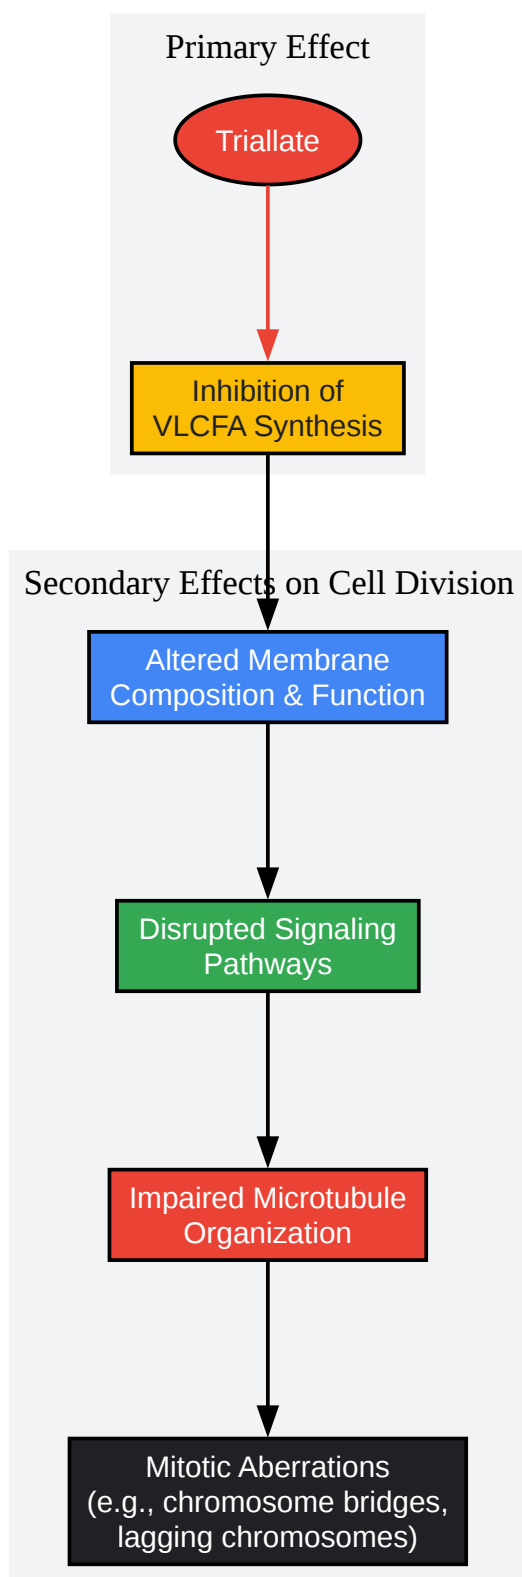 Primary Effect
Triallate
Inhibition of
VLCFA Synthesis
Secondary Effects on Cell Division
Altered Membrane
Composition & Function
Disrupted Signaling
Pathways
Impaired Microtubule
Organization
Mitotic Aberrations
(e.g., chromosome bridges,
lagging chromosomes)